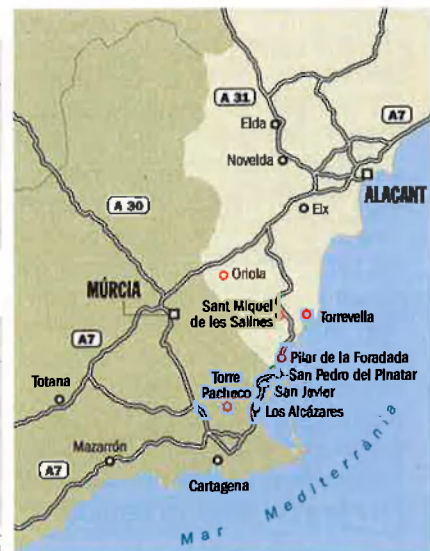 A 31
A7
Elda
Novelda
ALACANT
Elx
A 30
Oriola
MÚRCIA
Sant Miquel
de les Salines
Torrevella
A7
Pilar de la Foradada
San Pedro del Pinatar
Torre
Pacheco
San Javier
Totana
Los Alcázares
Mazarrón
A7
Cartagena
Mar Mediterrània